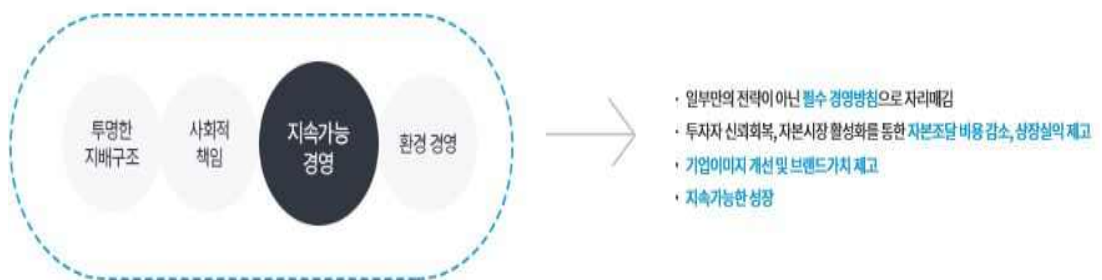 투명한
지배구조
사회적
책임
지속가능
경영
환경 경영
· 일부만의 전략이 아닌 필수 경영방침으로 자리매김
· 투자자 신뢰회복, 자본시장 활성화를 통한 자본조달 비용 감소, 상장실익 제고
· 기업이미지 개선 및 브랜드가치 제고
· 지속가능한 성장